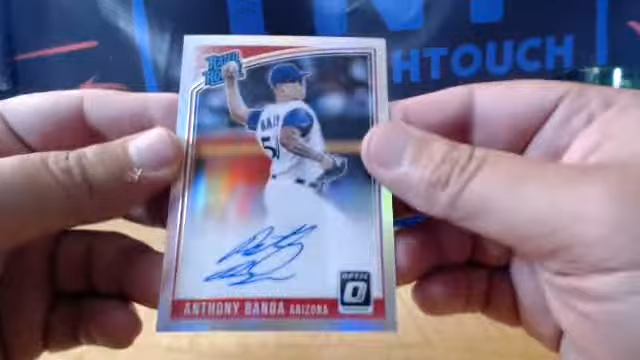 HTOUCH
RATED
ROOKIE
ANTHONY BANDA ARIZONA
OPTIC